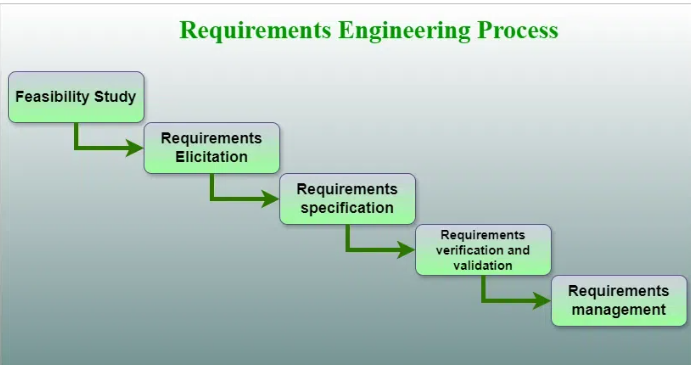 Requirements Engineering Process
Feasibility Study
Requirements
Elicitation
Requirements
specification
Requirements
verification and
validation
Requirements
management